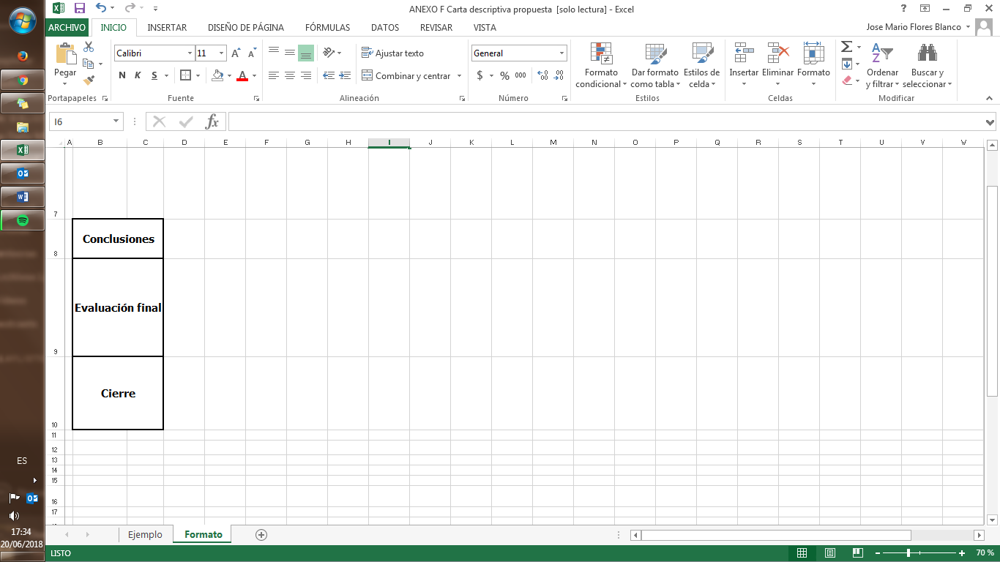 ANEXO F Carta descriptiva propuesta [solo lectura] - Excel
ARCHIVO INICIO INSERTAR DISEÑO DE PÁGINA FÓRMULAS DATOS REVISAR VISTA Jose Mario Flores Blanco
Calibri 11 Ajustar texto General
Pegar Formato condicional Dar formato como tabla Estilos de celda Insertar Eliminar Formato Ordenar y filtrar Buscar y seleccionar
N K S A Combinar y centrar $ % 000
Portapapeles Fuente Alineación Número Estilos Celdas Modificar
I6 fx
A B C D E F G H I J K L M N O P Q R S T U V W
7
Conclusiones
8
Evaluación final
9
Cierre
10
11
12
13
14
15
16
17
ES
17:34
20/06/2018
Ejemplo Formato
LISTO 70 %